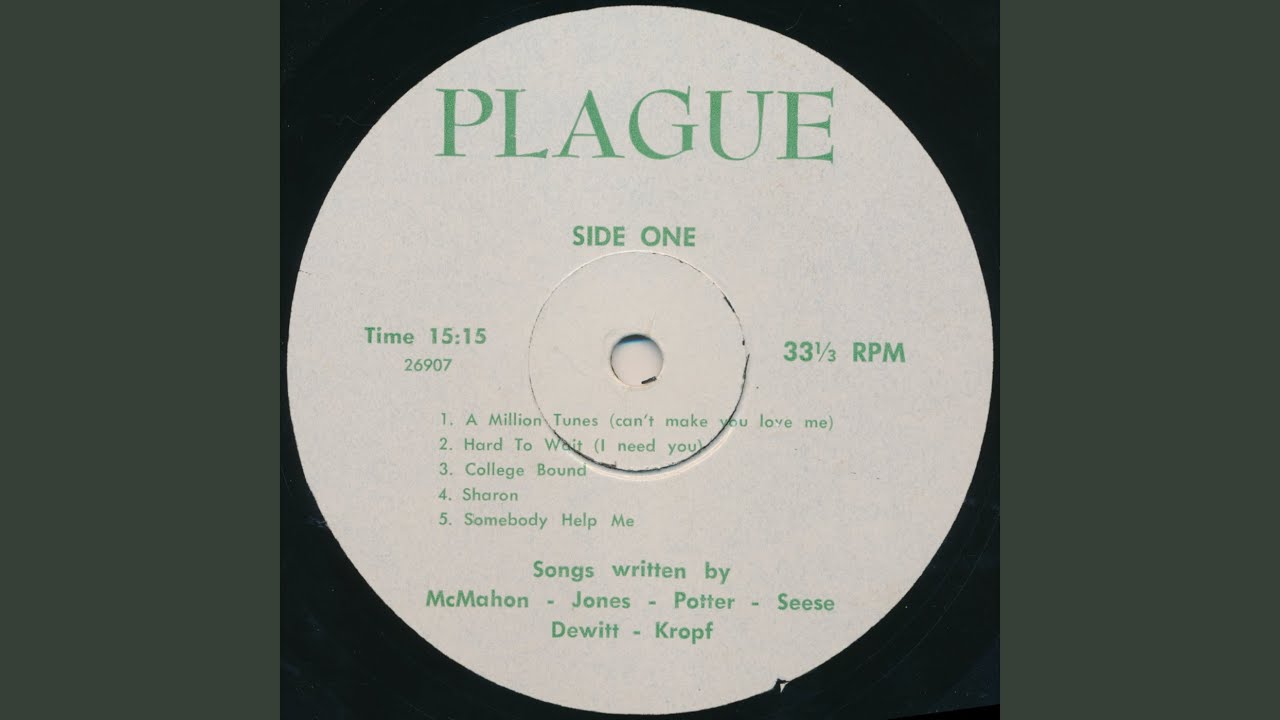 PLAGUE
SIDE ONE
Time 15:15
26907
33⅓ RPM
1. A Million Tunes (can't make you love me)
2. Hard To Wait (I need you)
3. College Bound
4. Sharon
5. Somebody Help Me
Songs written by
McMahon - Jones - Potter - Seese
Dewitt - Kropf